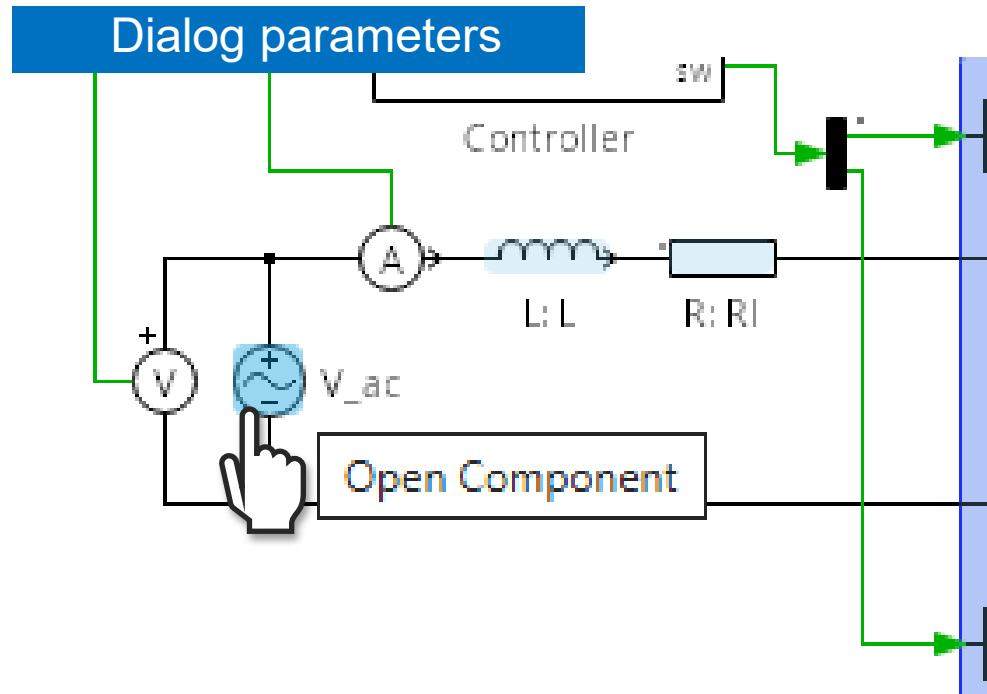 Dialog parameters
sw
Controller
A
L: L
R: Rl
+
V
+
V_ac
Open Component